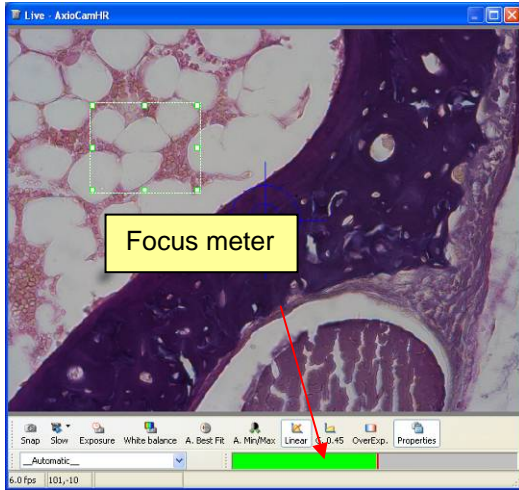 Live - AxioCamHR
Focus meter
Snap Slow Exposure White balance A. Best Fit A. Min/Max Linear G. 0.45 OverExp. Properties
__Automatic__
6.0 fps 101,-10